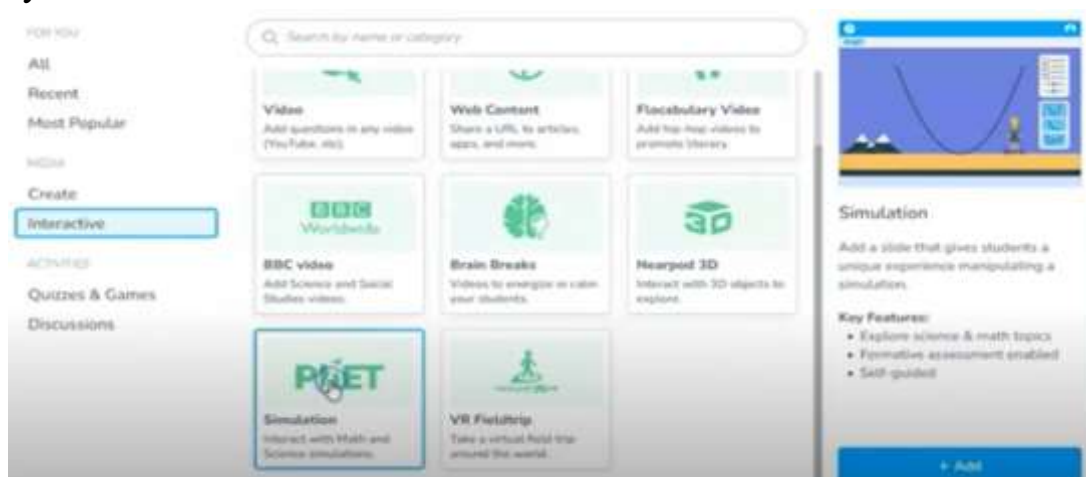 FOR YOU
All
Recent
Most Popular
MEDIA
Create
Interactive
ACTIVITIES
Quizzes & Games
Discussions
Search by name or category
Video
Add questions in any video
(YouTube, etc).
Web Content
Share a URL to articles,
apps, and more.
Flocabulary Video
Add hip-hop videos to
promote literacy.
BBC
Worldwide
BBC video
Add Science and Social
Studies videos.
Brain Breaks
Videos to energize or calm
your students.
3D
Nearpod 3D
Interact with 3D objects to
explore.
PhET
Simulation
Interact with Math and
Science simulations.
VR Fieldtrip
Take a virtual field trip
around the world.
Simulation
Add a slide that gives students a
unique experience manipulating a
simulation.
Key Features:
• Explore science & math topics
• Formative assessment enabled
• Self-guided
+ Add